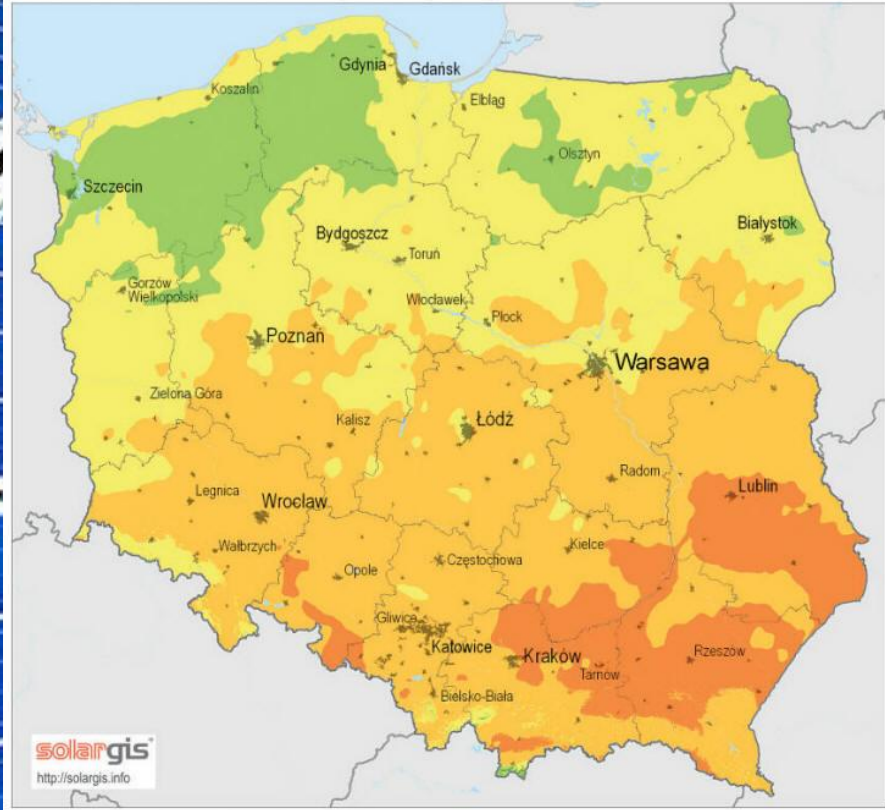 Gdynia
Gdańsk
Koszalin
Elbląg
Olsztyn
Szczecin
Bydgoszcz
Toruń
Białystok
Gorzów
Wielkopolski
Włocławek
Płock
Poznań
Warsawa
Zielona Góra
Kalisz
Łódź
Radom
Lublin
Legnica
Wrocław
Wałbrzych
Opole
Częstochowa
Kielce
Gliwice
Katowice
Kraków
Tarnów
Rzeszów
Bielsko-Biała
solargis
http://solargis.info